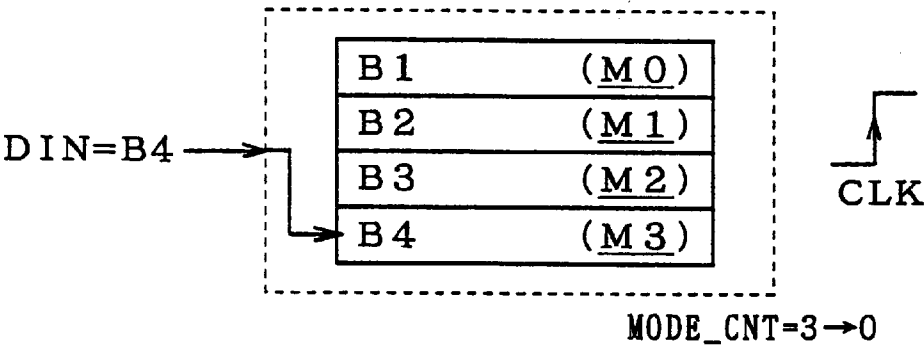 B1 (M0)
B2 (M1)
DIN=B4
B3 (M2)
CLK
B4 (M3)
MODE_CNT=3→0